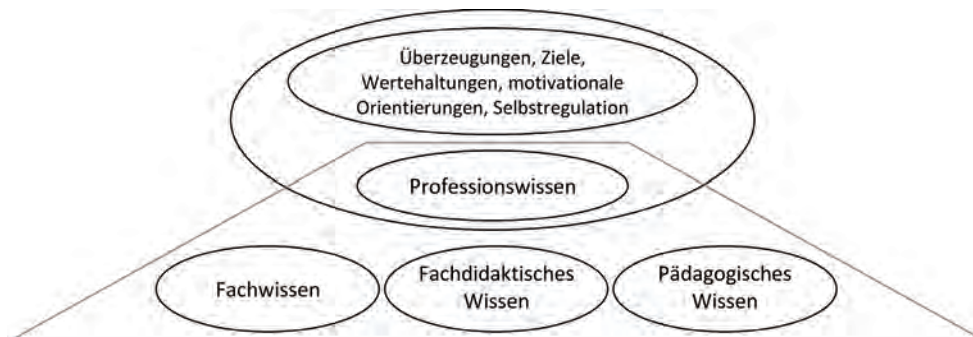 Überzeugungen, Ziele,
Wertehaltungen, motivationale
Orientierungen, Selbstregulation
Professionswissen
Fachwissen
Fachdidaktisches
Wissen
Pädagogisches
Wissen